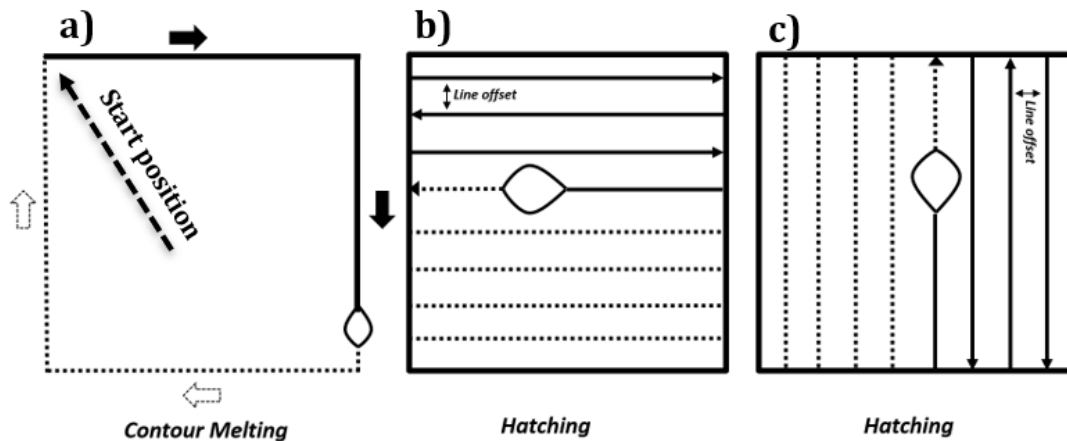 a)
Start position
Contour Melting
b)
Line offset
Hatching
c)
Line offset
Hatching